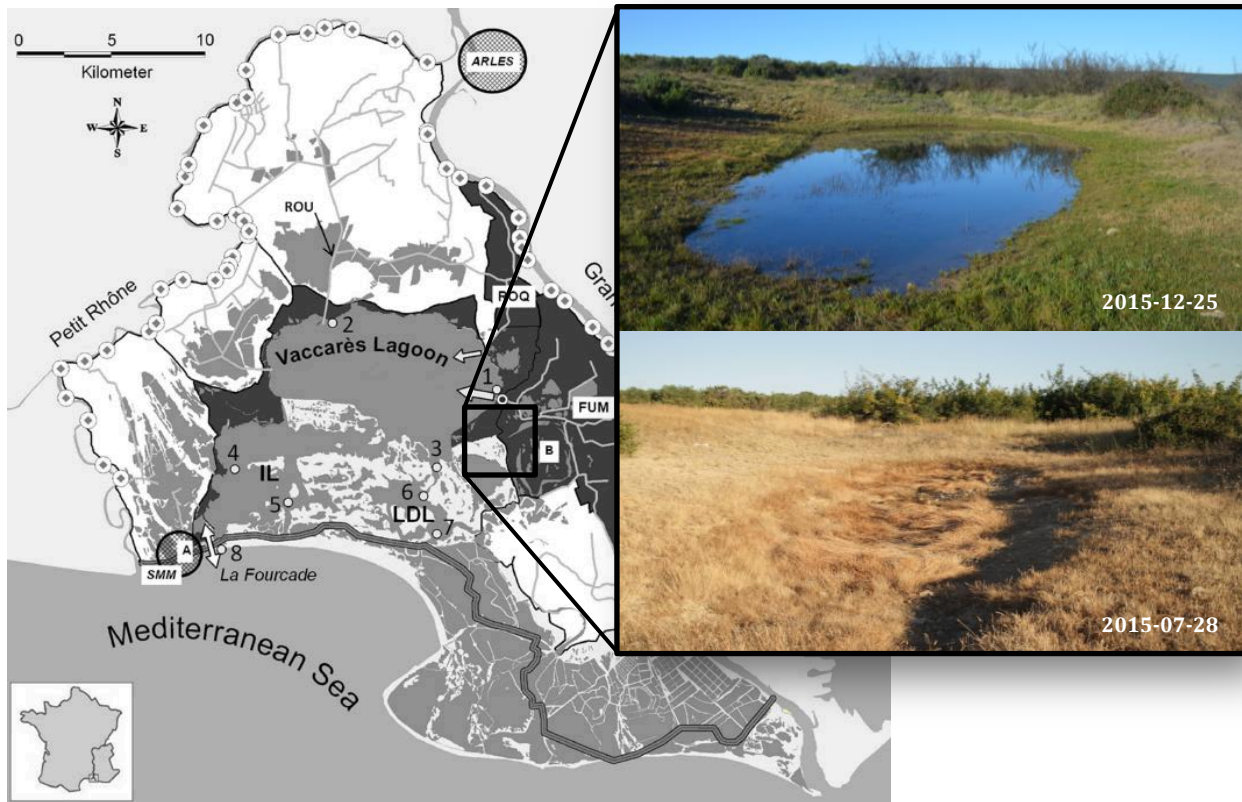 0 5 10
Kilometer
N
W E
S
ARLES
ROU
Petit Rhône
ROQ
Gran
2
Vaccarès Lagoon
1
FUM
B
3
4
IL
6
5
LDL
7
A
8
SMM
La Fourcade
Mediterranean Sea
2015-12-25
2015-07-28